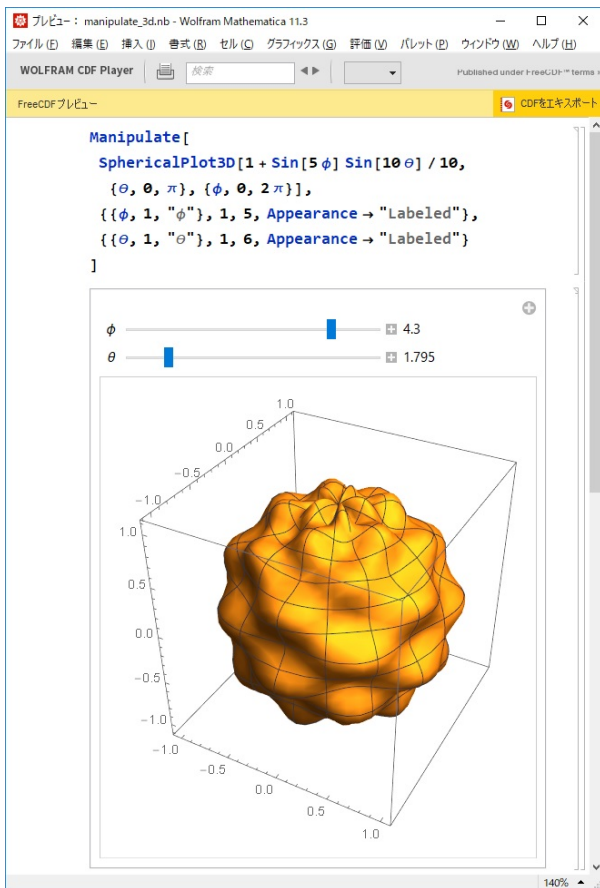 プレビュー： manipulate_3d.nb - Wolfram Mathematica 11.3
ファイル(F) 編集(E) 挿入(I) 書式(R) セル(C) グラフィックス(G) 評価(V) パレット(P) ウィンドウ(W) ヘルプ(H)
WOLFRAM CDF Player 検索 Published under FreeCDF™ terms »
FreeCDFプレビュー CDFをエキスポート
Manipulate[
SphericalPlot3D[1 + Sin[5 ϕ] Sin[10 θ] / 10,
{θ, 0, π}, {ϕ, 0, 2 π}],
{{ϕ, 1, "ϕ"}, 1, 5, Appearance → "Labeled"},
{{θ, 1, "θ"}, 1, 6, Appearance → "Labeled"}
]
ϕ 4.3
θ 1.795
1.0
0.5
0.0
-0.5
-1.0
1.0
0.5
0.0
-0.5
-1.0
-1.0
-0.5
0.0
0.5
1.0
140%